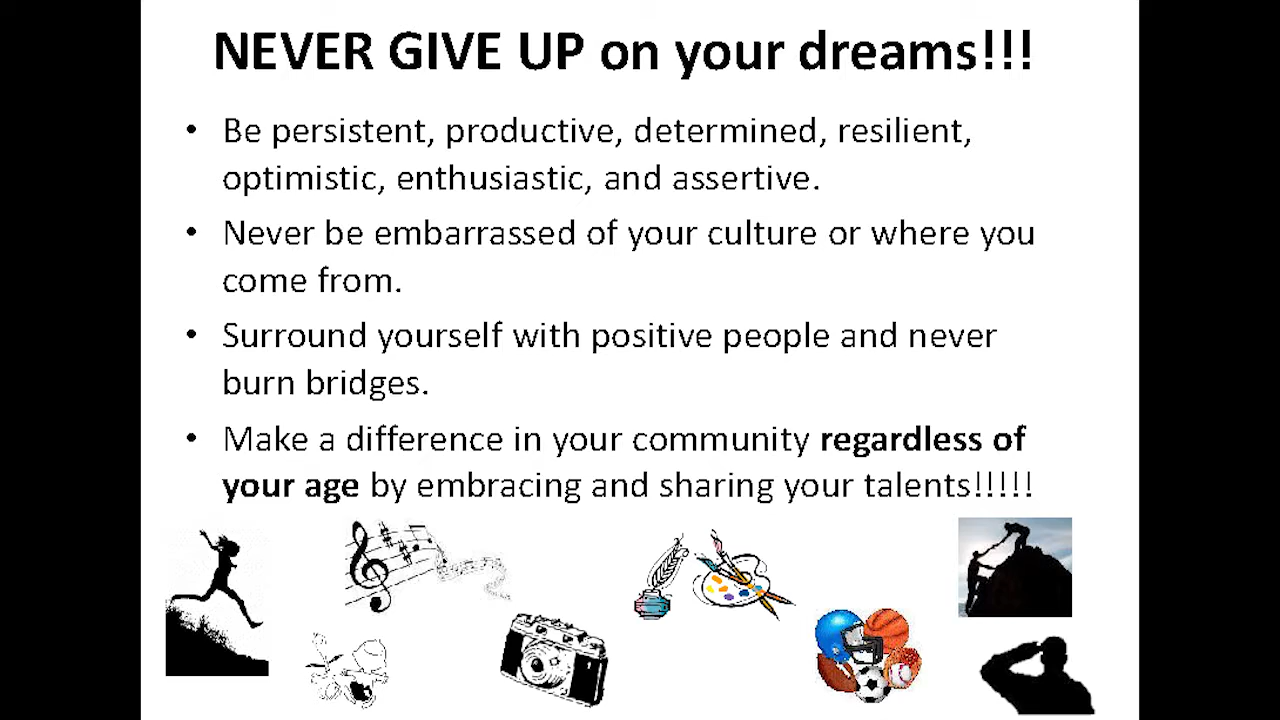 NEVER GIVE UP on your dreams!!!
• Be persistent, productive, determined, resilient,
optimistic, enthusiastic, and assertive.
• Never be embarrassed of your culture or where you
come from.
• Surround yourself with positive people and never
burn bridges.
• Make a difference in your community regardless of
your age by embracing and sharing your talents!!!!!